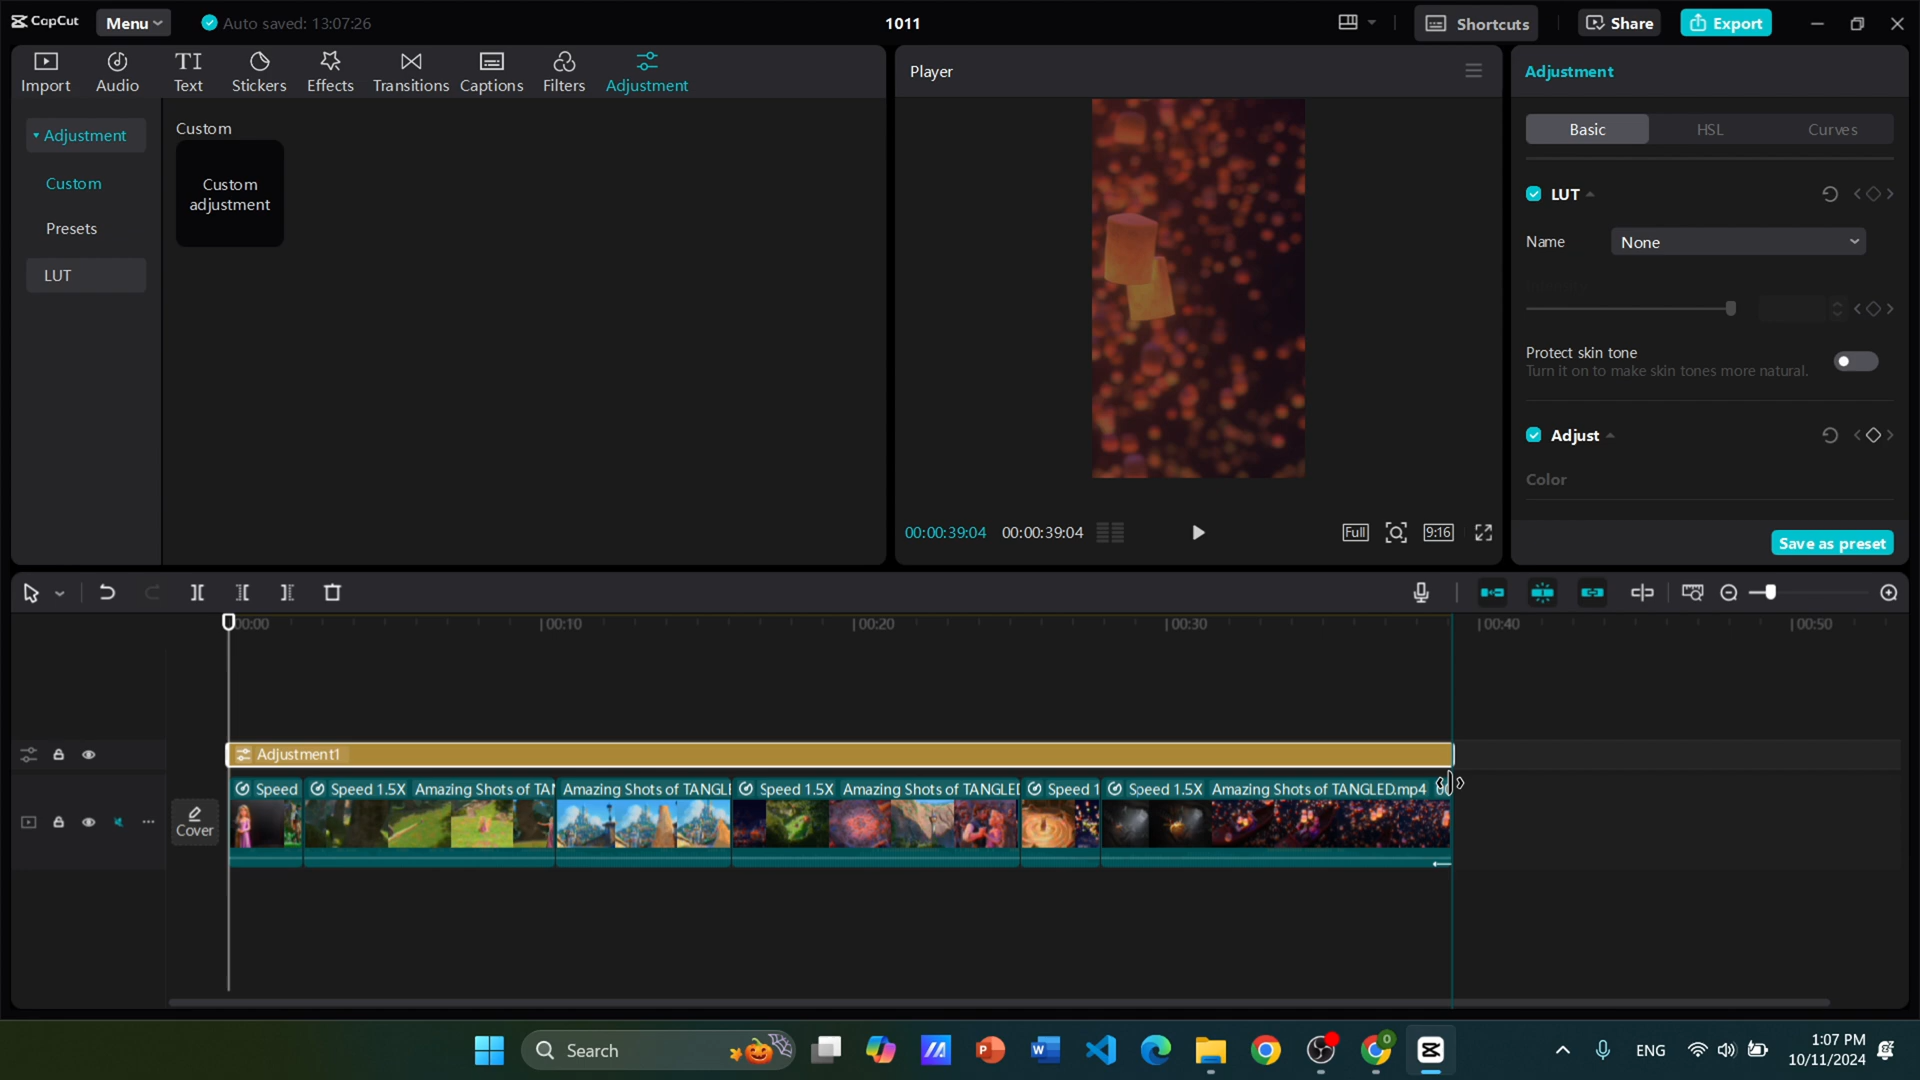 CapCut
Menu
Auto saved: 13:07:26
1011
Shortcuts
Share
Export
Import
Audio
TI
Text
Stickers
Effects
Transitions
Captions
Filters
Adjustment
Adjustment
Custom
Presets
LUT
Custom
Custom
adjustment
Player
00:00:39:04
00:00:39:04
Full
9:16
Adjustment
Basic
HSL
Curves
LUT
Name
None
Protect skin tone
Turn it on to make skin tones more natural.
Adjust
Color
Save as preset
00:00
00:10
00:20
00:30
00:40
00:50
Adjustment1
Cover
Speed
Speed 1.5X Amazing Shots of TAN
Amazing Shots of TANGLE
Speed 1.5X Amazing Shots of TANGLED
Speed 1
Speed 1.5X Amazing Shots of TANGLED.mp4
Search
ENG
1:07 PM
10/11/2024